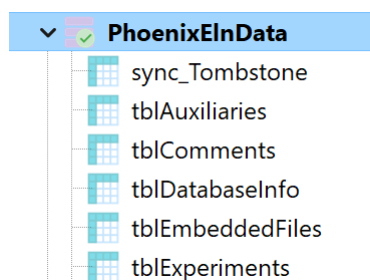 PhoenixElnData
sync_Tombstone
tblAuxiliaries
tblComments
tblDatabaseInfo
tblEmbeddedFiles
tblExperiments